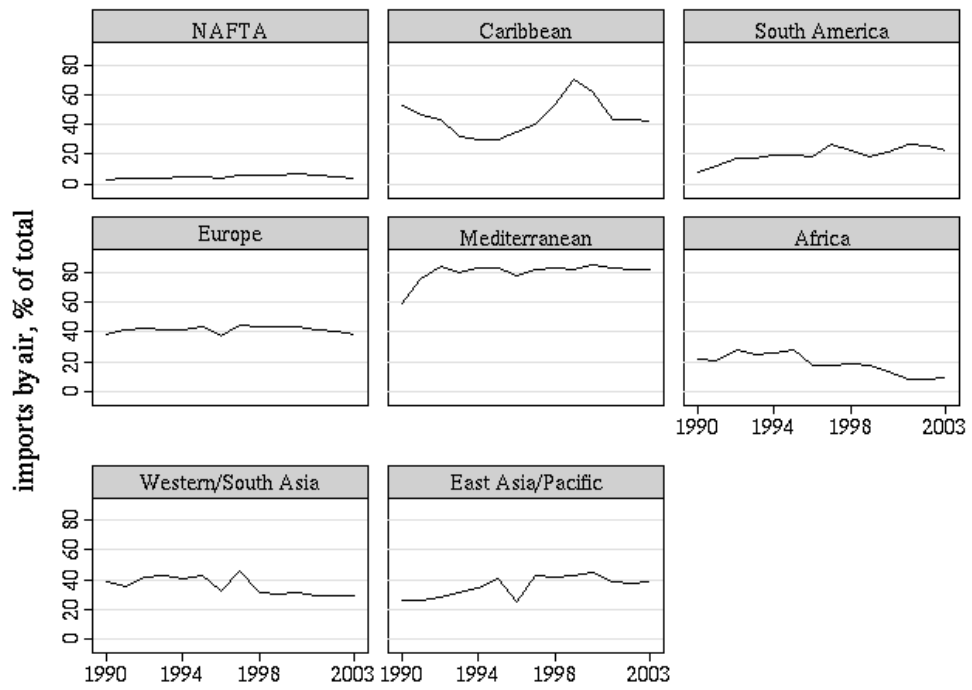 imports by air, % of total
NAFTA
Caribbean
South America
80
60
40
20
0
Europe
Mediterranean
Africa
80
60
40
20
0
1990 1994 1998 2003
Western/South Asia
East Asia/Pacific
80
60
40
20
0
1990 1994 1998 2003 1990 1994 1998 2003